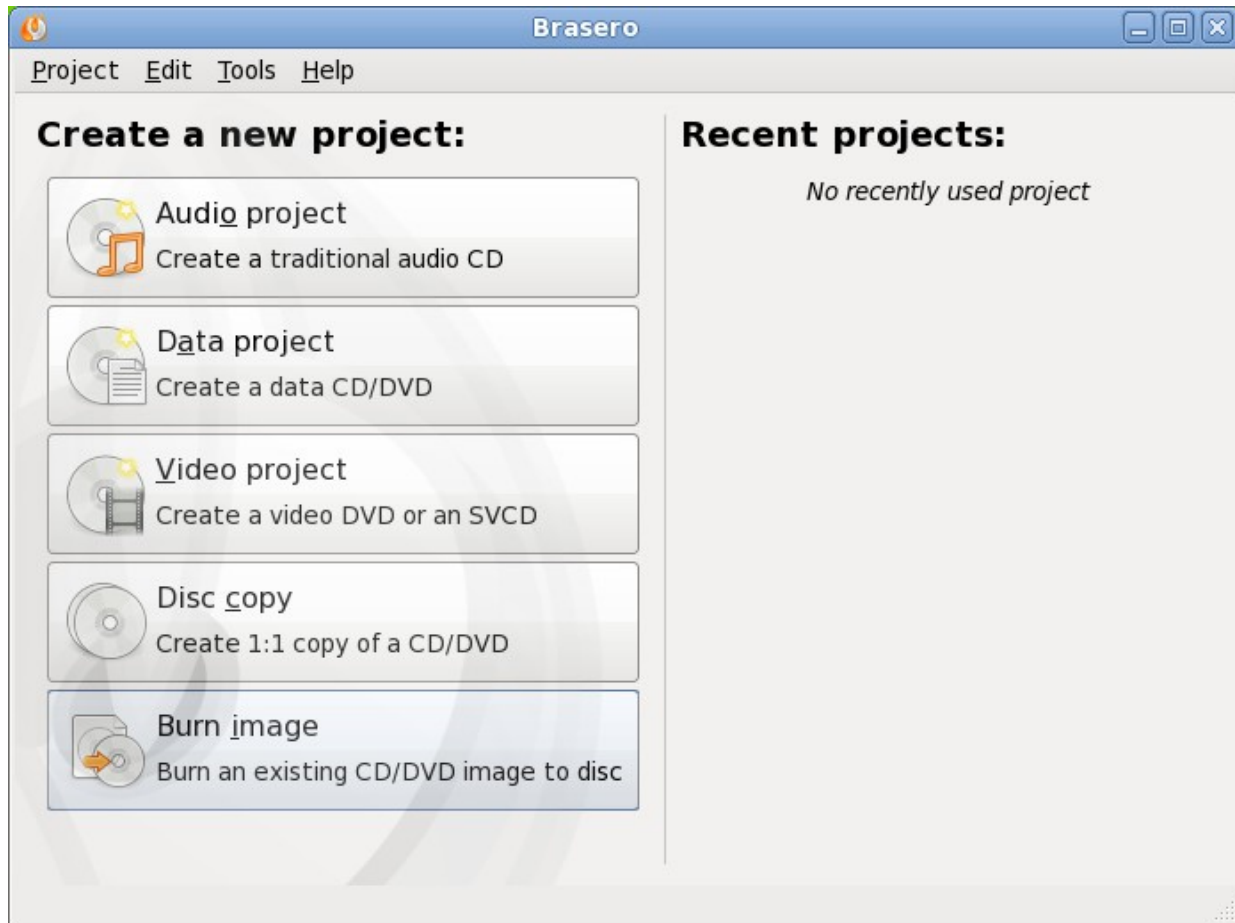 Brasero
Project Edit Tools Help
Create a new project:
Audio project
Create a traditional audio CD
Data project
Create a data CD/DVD
Video project
Create a video DVD or an SVCD
Disc copy
Create 1:1 copy of a CD/DVD
Burn image
Burn an existing CD/DVD image to disc
Recent projects:
No recently used project